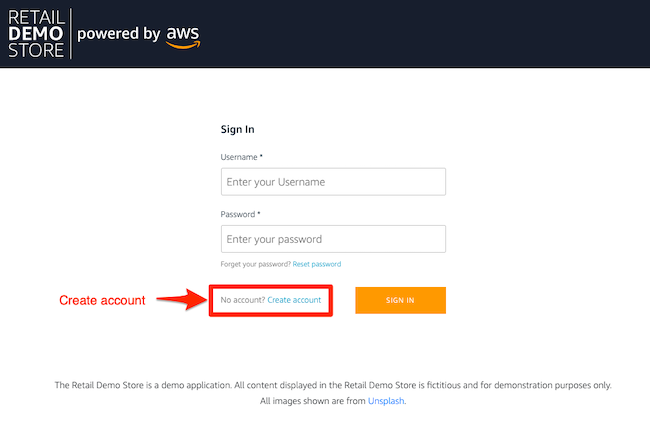 RETAIL
DEMO
STORE
powered by aws
Sign In
Username *
Enter your Username
Password *
Enter your password
Forget your password? Reset password
Create account
No account? Create account
SIGN IN
The Retail Demo Store is a demo application. All content displayed in the Retail Demo Store is fictitious and for demonstration purposes only.
All images shown are from Unsplash.